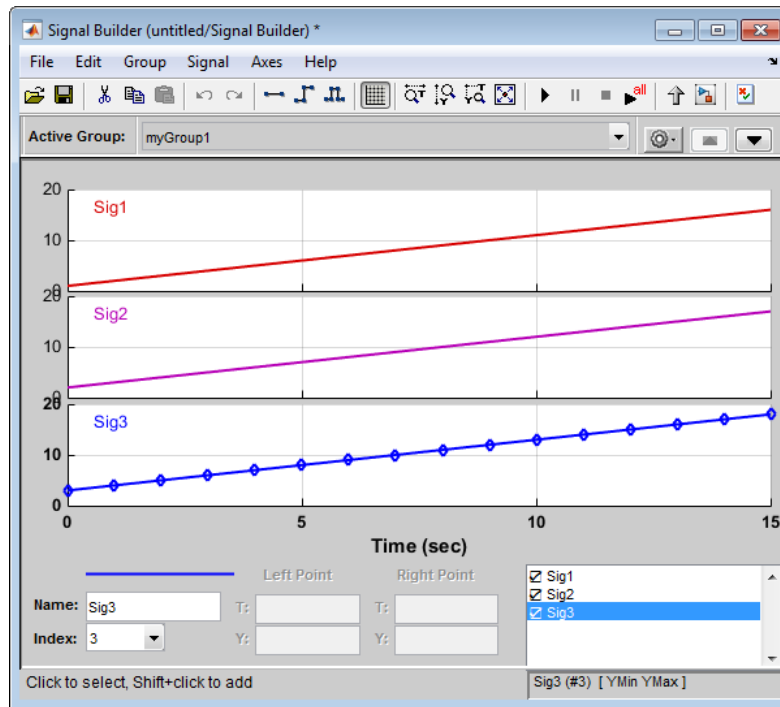 Signal Builder (untitled/Signal Builder) *
File Edit Group Signal Axes Help
all
Active Group: myGroup1
20
Sig1
10
0
20
Sig2
10
0
20
Sig3
10
0
0 5 10 15
Time (sec)
Left Point Right Point
Name: Sig3 T: T:
Index: 3 Y: Y:
Sig1
Sig2
Sig3
Click to select, Shift+click to add
Sig3 (#3) [ YMin YMax ]